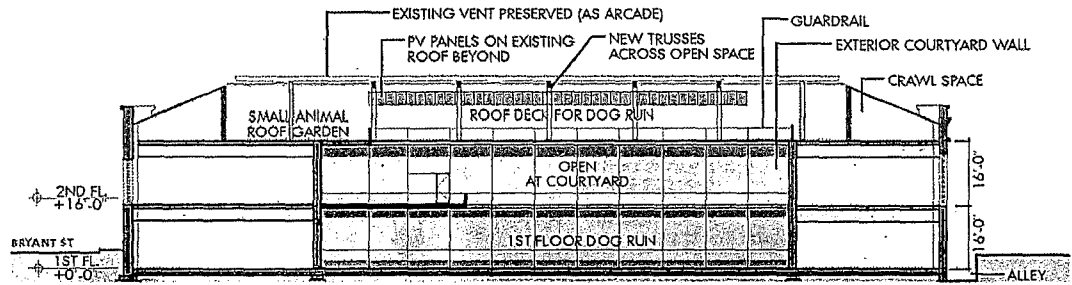 EXISTING VENT PRESERVED (AS ARCADE)
GUARDRAIL
PV PANELS ON EXISTING
ROOF BEYOND
NEW TRUSSES
ACROSS OPEN SPACE
EXTERIOR COURTYARD WALL
CRAWL SPACE
SMALL ANIMAL
ROOF GARDEN
ROOF DECK FOR DOG RUN
OPEN
AT COURTYARD
2ND FL.
+16'-0"
16'-0"
BRYANT ST
1ST FL.
+0'-0"
1ST FLOOR DOG RUN
16'-0"
ALLEY